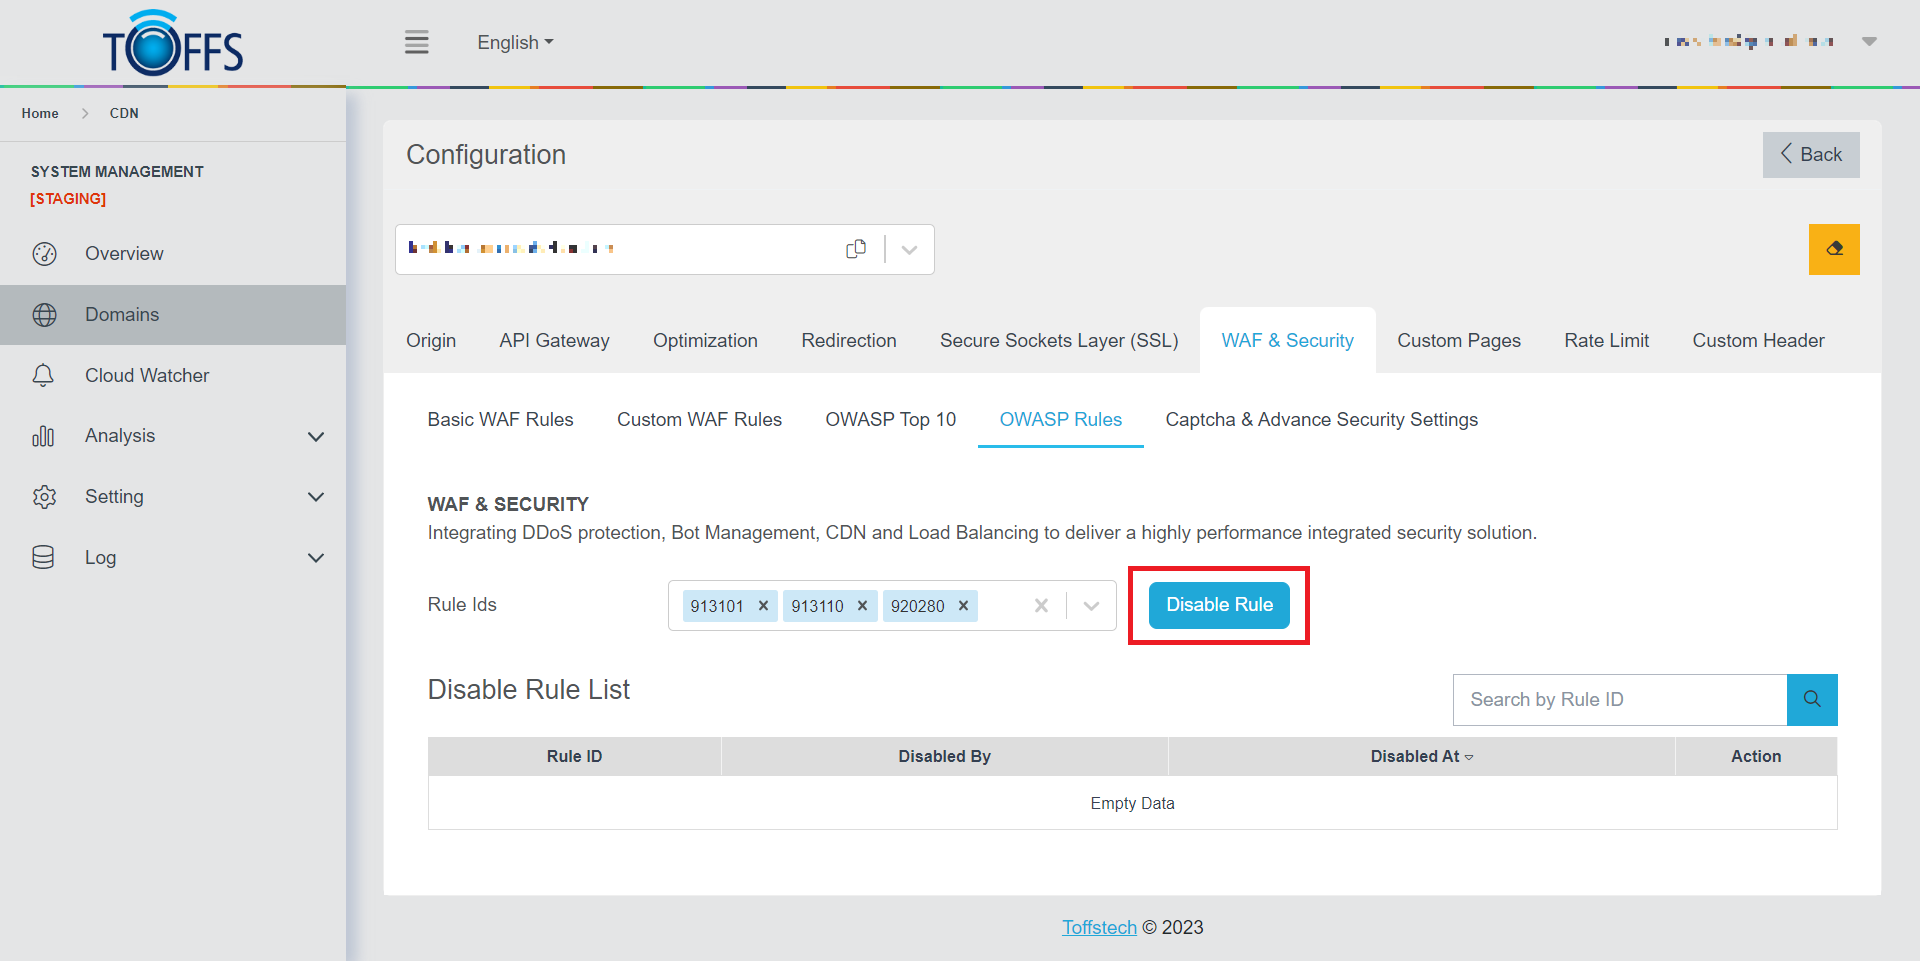 TOFFS
English
Home > CDN
SYSTEM MANAGEMENT
[STAGING]
Overview
Domains
Cloud Watcher
Analysis
Setting
Log
Configuration
Back
Origin API Gateway Optimization Redirection Secure Sockets Layer (SSL) WAF & Security Custom Pages Rate Limit Custom Header
Basic WAF Rules Custom WAF Rules OWASP Top 10 OWASP Rules Captcha & Advance Security Settings
WAF & SECURITY
Integrating DDoS protection, Bot Management, CDN and Load Balancing to deliver a highly performance integrated security solution.
Rule Ids 913101 × 913110 × 920280 × Disable Rule
Disable Rule List
Search by Rule ID
Rule ID Disabled By Disabled At Action
Empty Data
Toffstech © 2023